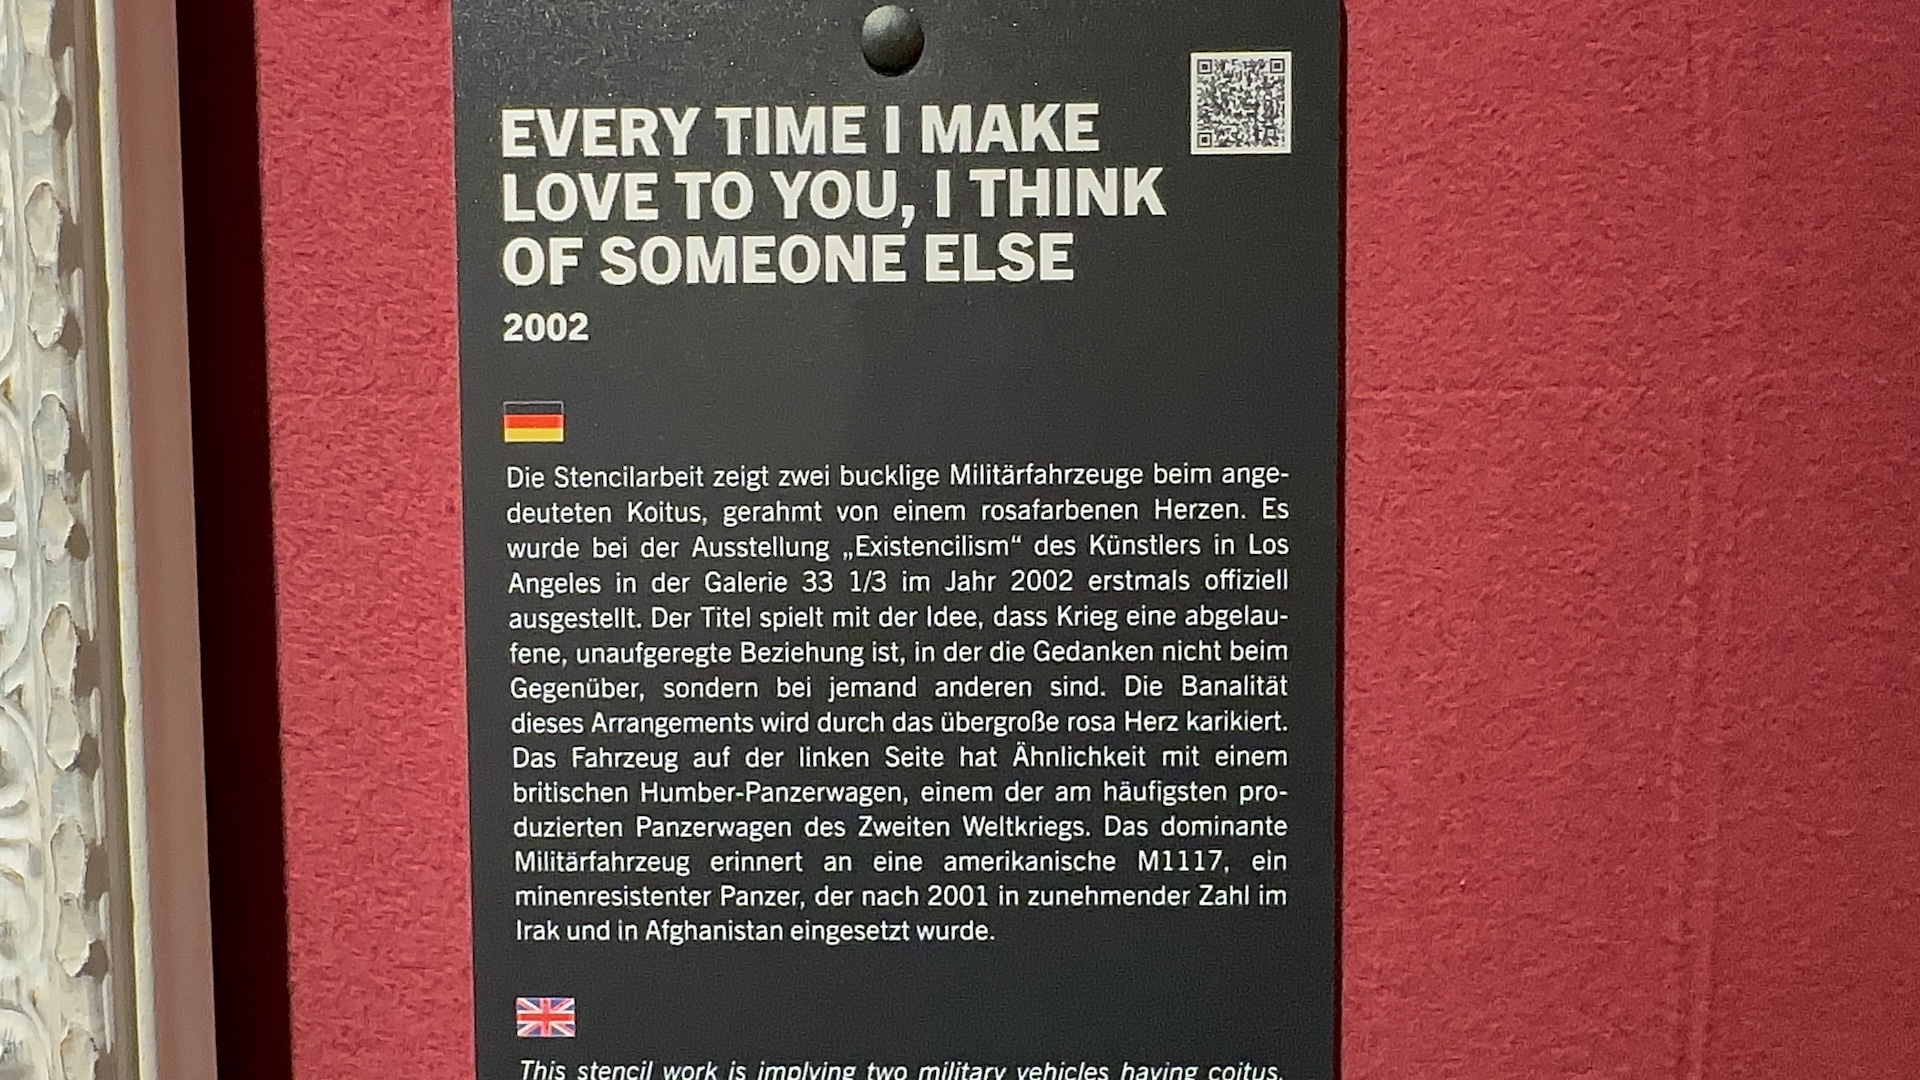 EVERY TIME I MAKE
LOVE TO YOU, I THINK
OF SOMEONE ELSE
2002
Die Stencilarbeit zeigt zwei bucklige Militärfahrzeuge beim ange-
deuteten Koitus, gerahmt von einem rosafarbenen Herzen. Es
wurde bei der Ausstellung „Existencilism“ des Künstlers in Los
Angeles in der Galerie 33 1/3 im Jahr 2002 erstmals offiziell
ausgestellt. Der Titel spielt mit der Idee, dass Krieg eine abgelau-
fene, unaufgeregte Beziehung ist, in der die Gedanken nicht beim
Gegenüber, sondern bei jemand anderen sind. Die Banalität
dieses Arrangements wird durch das übergroße rosa Herz karikiert.
Das Fahrzeug auf der linken Seite hat Ähnlichkeit mit einem
britischen Humber-Panzerwagen, einem der am häufigsten pro-
duzierten Panzerwagen des Zweiten Weltkriegs. Das dominante
Militärfahrzeug erinnert an eine amerikanische M1117, ein
minenresistenter Panzer, der nach 2001 in zunehmender Zahl im
Irak und in Afghanistan eingesetzt wurde.
This stencil work is implying two military vehicles having coitus,